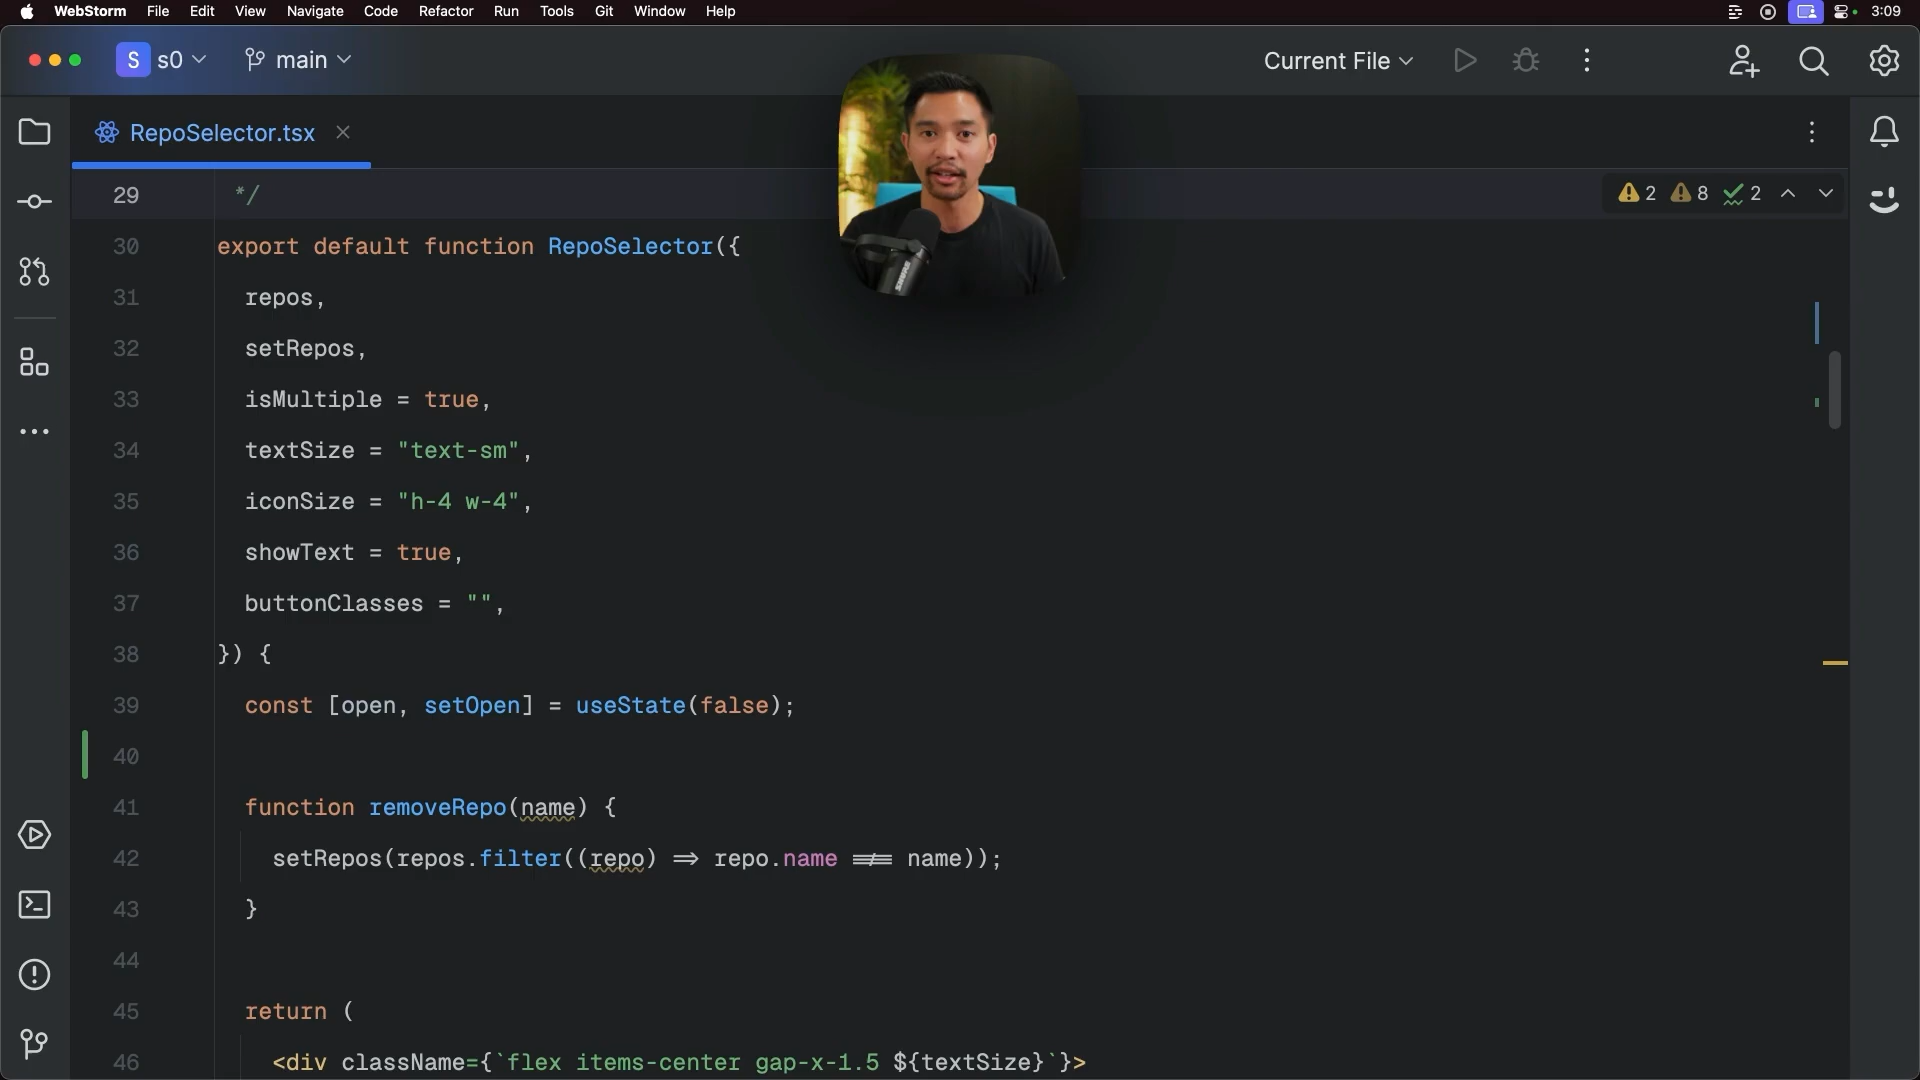 WebStorm File Edit View Navigate Code Refactor Run Tools Git Window Help 3:09
S s0 main Current File
RepoSelector.tsx
29 */ 2 8 2
30 export default function RepoSelector({
31 repos,
32 setRepos,
33 isMultiple = true,
34 textSize = "text-sm",
35 iconSize = "h-4 w-4",
36 showText = true,
37 buttonClasses = "",
38 }) {
39 const [open, setOpen] = useState(false);
40
41 function removeRepo(name) {
42 setRepos(repos.filter((repo) => repo.name !== name));
43 }
44
45 return (
46 <div className={`flex items-center gap-x-1.5 ${textSize}`}>
SHURE